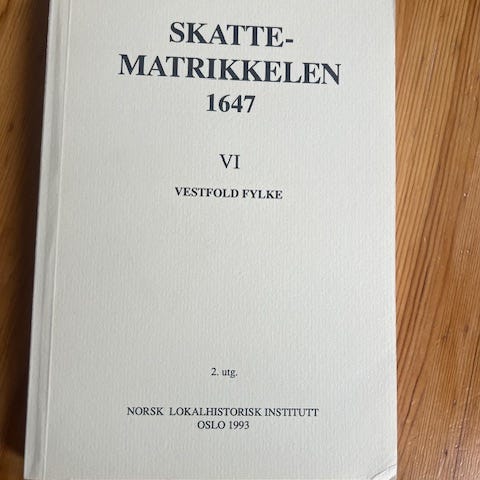 SKATTE-
MATRIKKELEN
1647
VI
VESTFOLD FYLKE
2. utg.
NORSK LOKALHISTORISK INSTITUTT
OSLO 1993